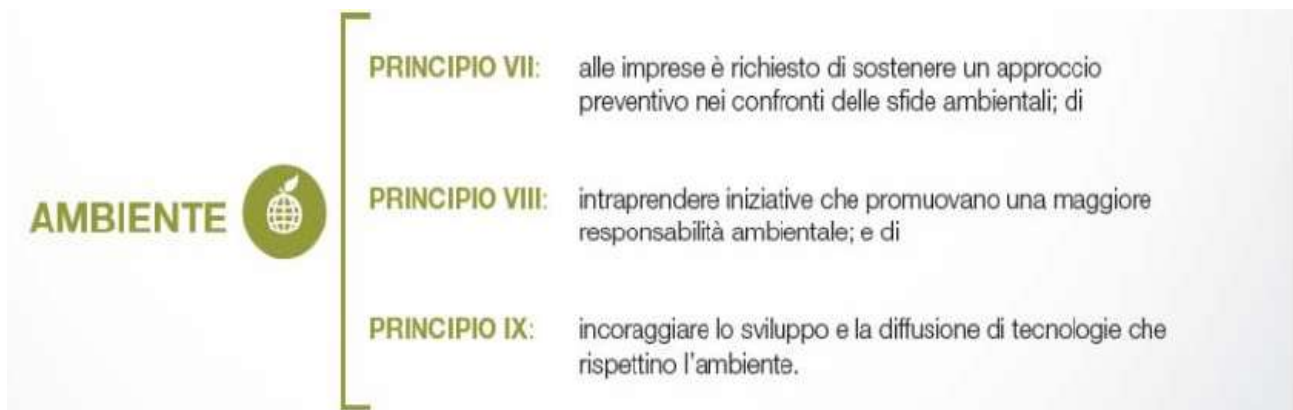 PRINCIPIO VII: alle imprese è richiesto di sostenere un approccio
preventivo nei confronti delle sfide ambientali; di
AMBIENTE
PRINCIPIO VIII: intraprendere iniziative che promuovano una maggiore
responsabilità ambientale; e di
PRINCIPIO IX: incoraggiare lo sviluppo e la diffusione di tecnologie che
rispettino l'ambiente.